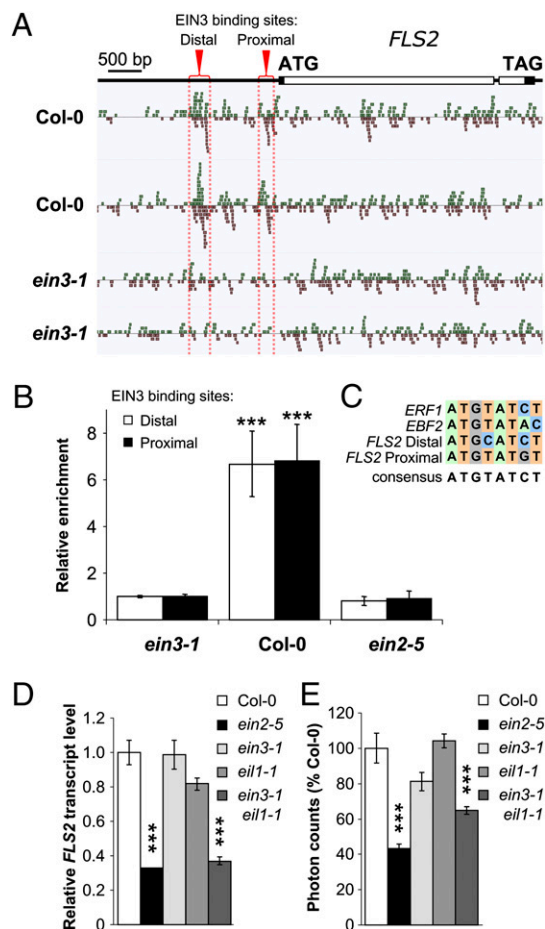 A
EIN3 binding sites:
Distal Proximal
FLS2
500 bp
ATG
TAG
Col-0
Col-0
ein3-1
ein3-1
B
EIN3 binding sites:
Distal
Proximal
Relative enrichment
8
6
4
2
0
***
***
ein3-1
Col-0
ein2-5
C
ERF1 ATGTATCT
EBF2 ATGTATAC
FLS2 Distal ATGCATCT
FLS2 Proximal ATGTATGT
consensus ATGTATCT
D
Relative FLS2 transcript level
1.2
1.0
0.8
0.6
0.4
0.2
0
***
***
Col-0
ein2-5
ein3-1
eil1-1
ein3-1
eil1-1
E
Photon counts (% Col-0)
120
100
80
60
40
20
0
***
***
Col-0
ein2-5
ein3-1
eil1-1
ein3-1
eil1-1